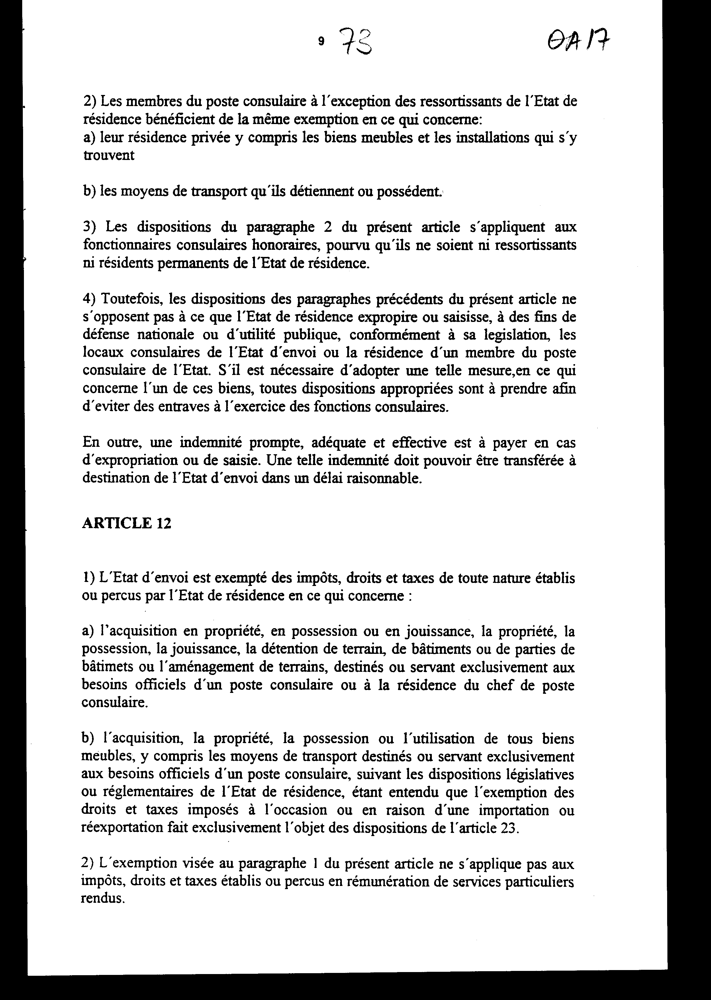 9 73 ΘΑ17
2) Les membres du poste consulaire à l´exception des ressortissants de l´Etat de
résidence bénéficient de la même exemption en ce qui concerne:
a) leur résidence privée y compris les biens meubles et les installations qui s´y
trouvent
b) les moyens de transport qu´ils détiennent ou possédent.
3) Les dispositions du paragraphe 2 du présent article s´appliquent aux
fonctionnaires consulaires honoraires, pourvu qu´ils ne soient ni ressortissants
ni résidents permanents de l´Etat de résidence.
4) Toutefois, les dispositions des paragraphes précédents du présent article ne
s´opposent pas à ce que l´Etat de résidence expropire ou saisisse, à des fins de
défense nationale ou d´utilité publique, conformément à sa legislation, les
locaux consulaires de l´Etat d´envoi ou la résidence d´un membre du poste
consulaire de l´Etat. S´il est nécessaire d´adopter une telle mesure,en ce qui
concerne l´un de ces biens, toutes dispositions appropriées sont à prendre afin
d´eviter des entraves à l´exercice des fonctions consulaires.
En outre, une indemnité prompte, adéquate et effective est à payer en cas
d´expropriation ou de saisie. Une telle indemnité doit pouvoir être transférée à
destination de l´Etat d´envoi dans un délai raisonnable.
ARTICLE 12
1) L´Etat d´envoi est exempté des impôts, droits et taxes de toute nature établis
ou percus par l´Etat de résidence en ce qui concerne :
a) l'acquisition en propriété, en possession ou en jouissance, la propriété, la
possession, la jouissance, la détention de terrain, de bâtiments ou de parties de
bâtimets ou l´aménagement de terrains, destinés ou servant exclusivement aux
besoins officiels d´un poste consulaire ou à la résidence du chef de poste
consulaire.
b) l´acquisition, la propriété, la possession ou l´utilisation de tous biens
meubles, y compris les moyens de transport destinés ou servant exclusivement
aux besoins officiels d´un poste consulaire, suivant les dispositions législatives
ou réglementaires de l´Etat de résidence, étant entendu que l´exemption des
droits et taxes imposés à l´occasion ou en raison d´une importation ou
réexportation fait exclusivement l´objet des dispositions de l´article 23.
2) L´exemption visée au paragraphe 1 du présent article ne s´applique pas aux
impôts, droits et taxes établis ou percus en rémunération de services particuliers
rendus.